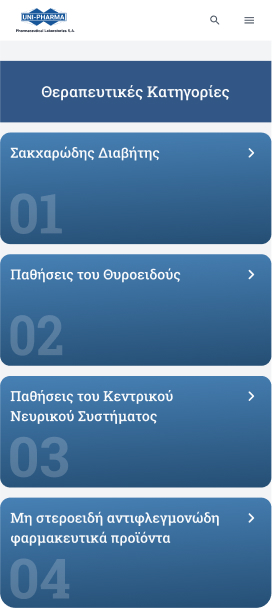 UNI-PHARMA
Pharmaceutical Laboratories S.A.
Θεραπευτικές Κατηγορίες
Σακχαρώδης Διαβήτης
01
Παθήσεις του Θυροειδούς
02
Παθήσεις του Κεντρικού
Νευρικού Συστήματος
03
Μη στεροειδή αντιφλεγμονώδη
φαρμακευτικά προϊόντα
04